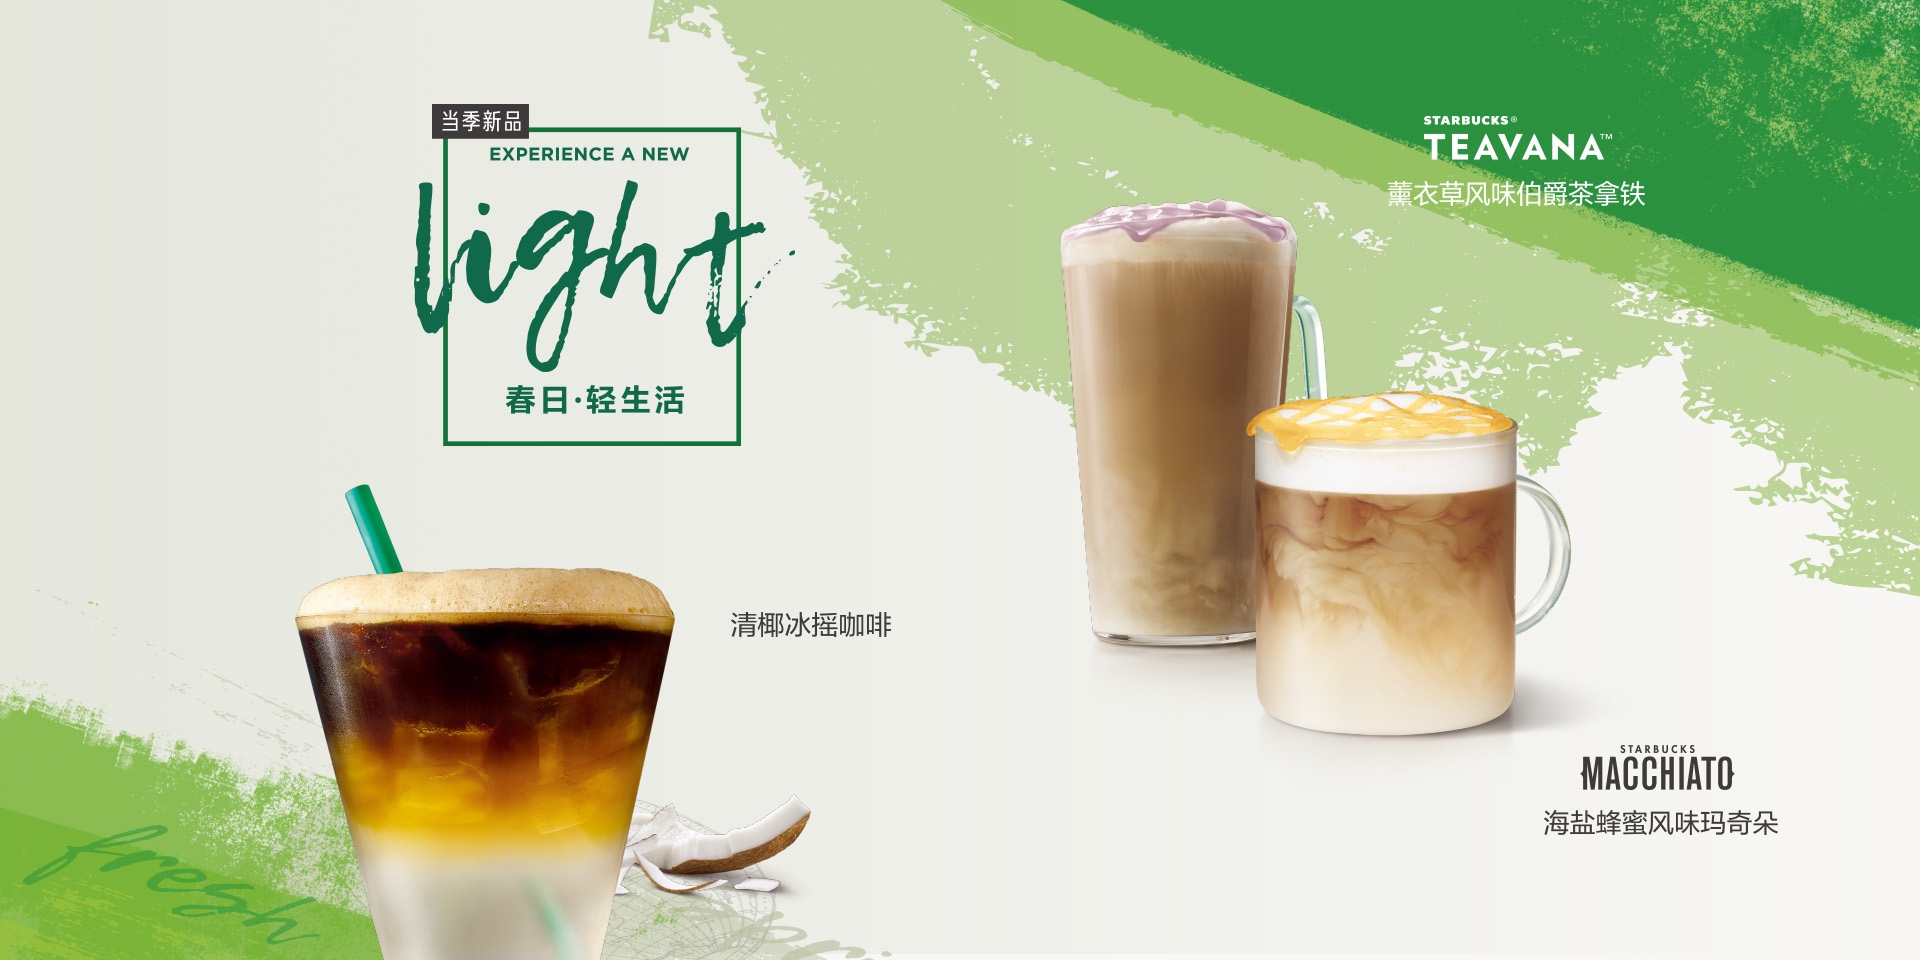 当季新品
EXPERIENCE A NEW
light
春日·轻生活
STARBUCKS®
TEAVANA™
薰衣草风味伯爵茶拿铁
清椰冰摇咖啡
STARBUCKS
MACCHIATO
海盐蜂蜜风味玛奇朵
fresh